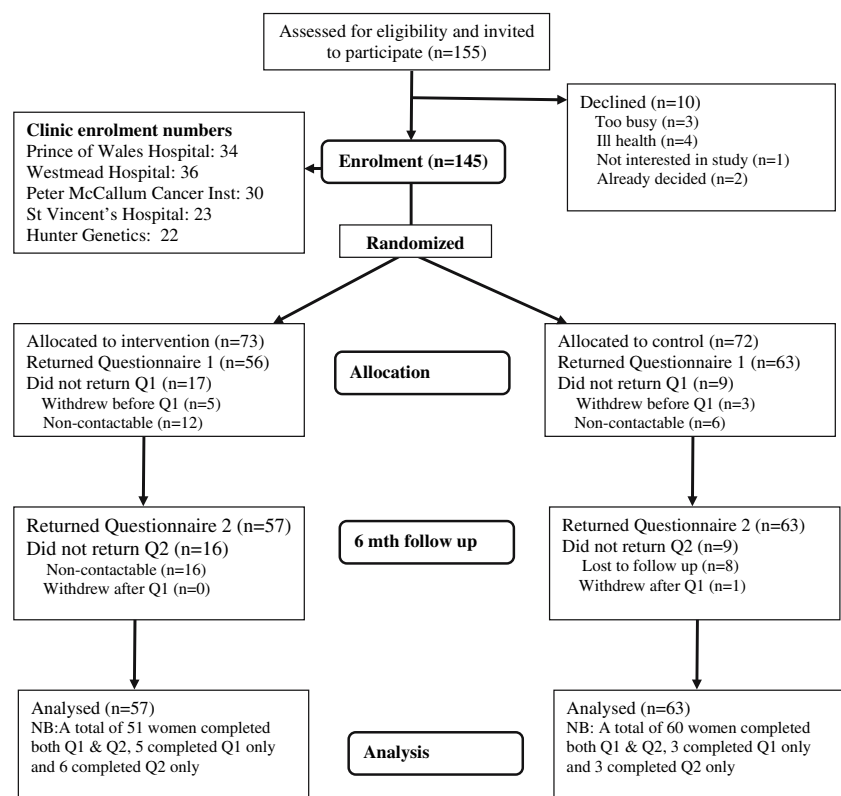 Assessed for eligibility and invited
to participate (n=155)
Declined (n=10)
Too busy (n=3)
Ill health (n=4)
Not interested in study (n=1)
Already decided (n=2)
Clinic enrolment numbers
Prince of Wales Hospital: 34
Westmead Hospital: 36
Peter McCallum Cancer Inst: 30
St Vincent's Hospital: 23
Hunter Genetics:  22
Enrolment (n=145)
Randomized
Allocated to intervention (n=73)
Returned Questionnaire 1 (n=56)
Did not return Q1 (n=17)
Withdrew before Q1 (n=5)
Non-contactable (n=12)
Allocation
Allocated to control (n=72)
Returned Questionnaire 1 (n=63)
Did not return Q1 (n=9)
Withdrew before Q1 (n=3)
Non-contactable (n=6)
Returned Questionnaire 2 (n=57)
Did not return Q2 (n=16)
Non-contactable (n=16)
Withdrew after Q1 (n=0)
6 mth follow up
Returned Questionnaire 2 (n=63)
Did not return Q2 (n=9)
Lost to follow up (n=8)
Withdrew after Q1 (n=1)
Analysed (n=57)
NB:A total of 51 women completed
both Q1 & Q2, 5 completed Q1 only
and 6 completed Q2 only
Analysis
Analysed (n=63)
NB: A total of 60 women completed
both Q1 & Q2, 3 completed Q1 only
and 3 completed Q2 only